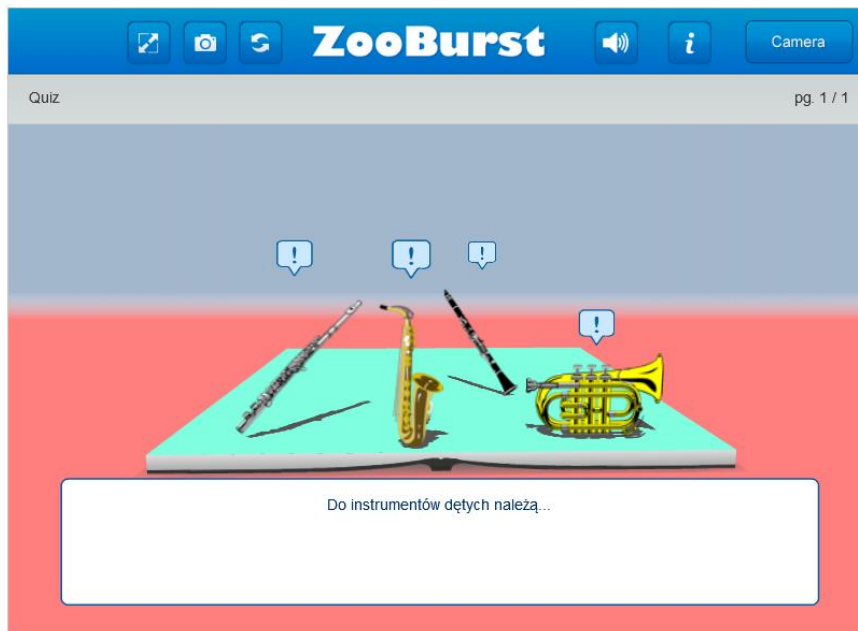 ZooBurst
i
Camera
Quiz
pg. 1 / 1
!
!
!
!
Do instrumentów dętych należą...